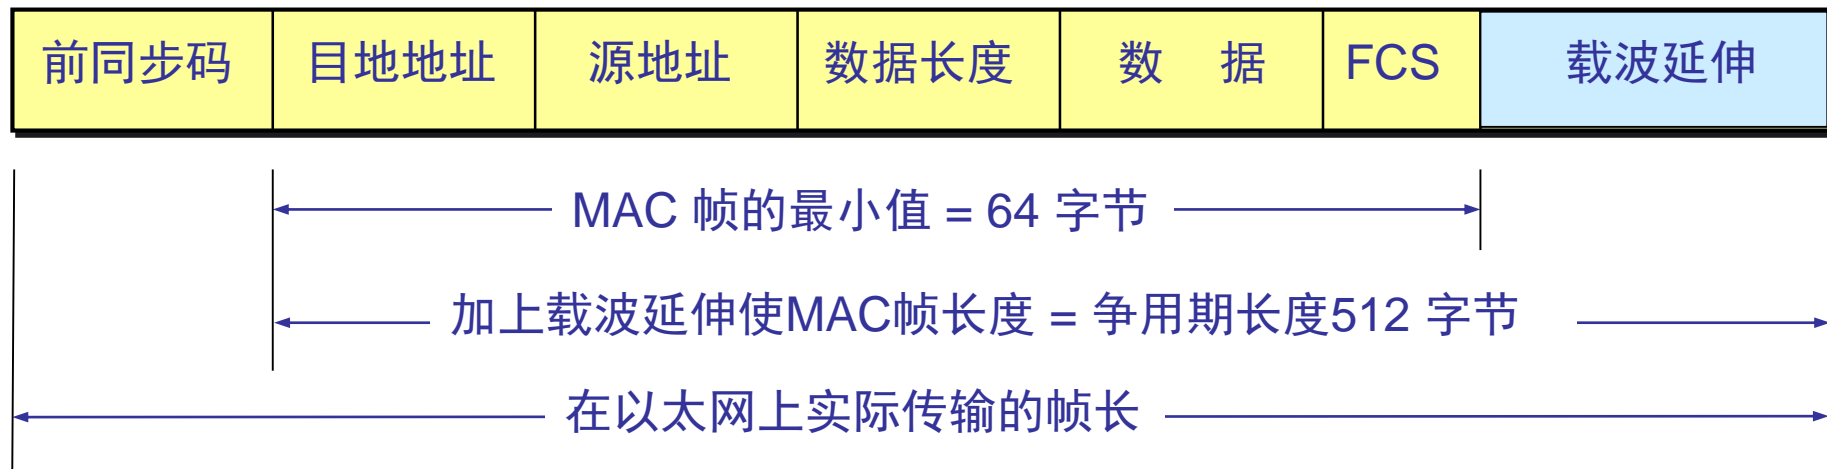 前同步码 目地地址 源地址 数据长度 数 据 FCS 载波延伸
MAC 帧的最小值 = 64 字节
加上载波延伸使MAC帧长度 = 争用期长度512 字节
在以太网上实际传输的帧长